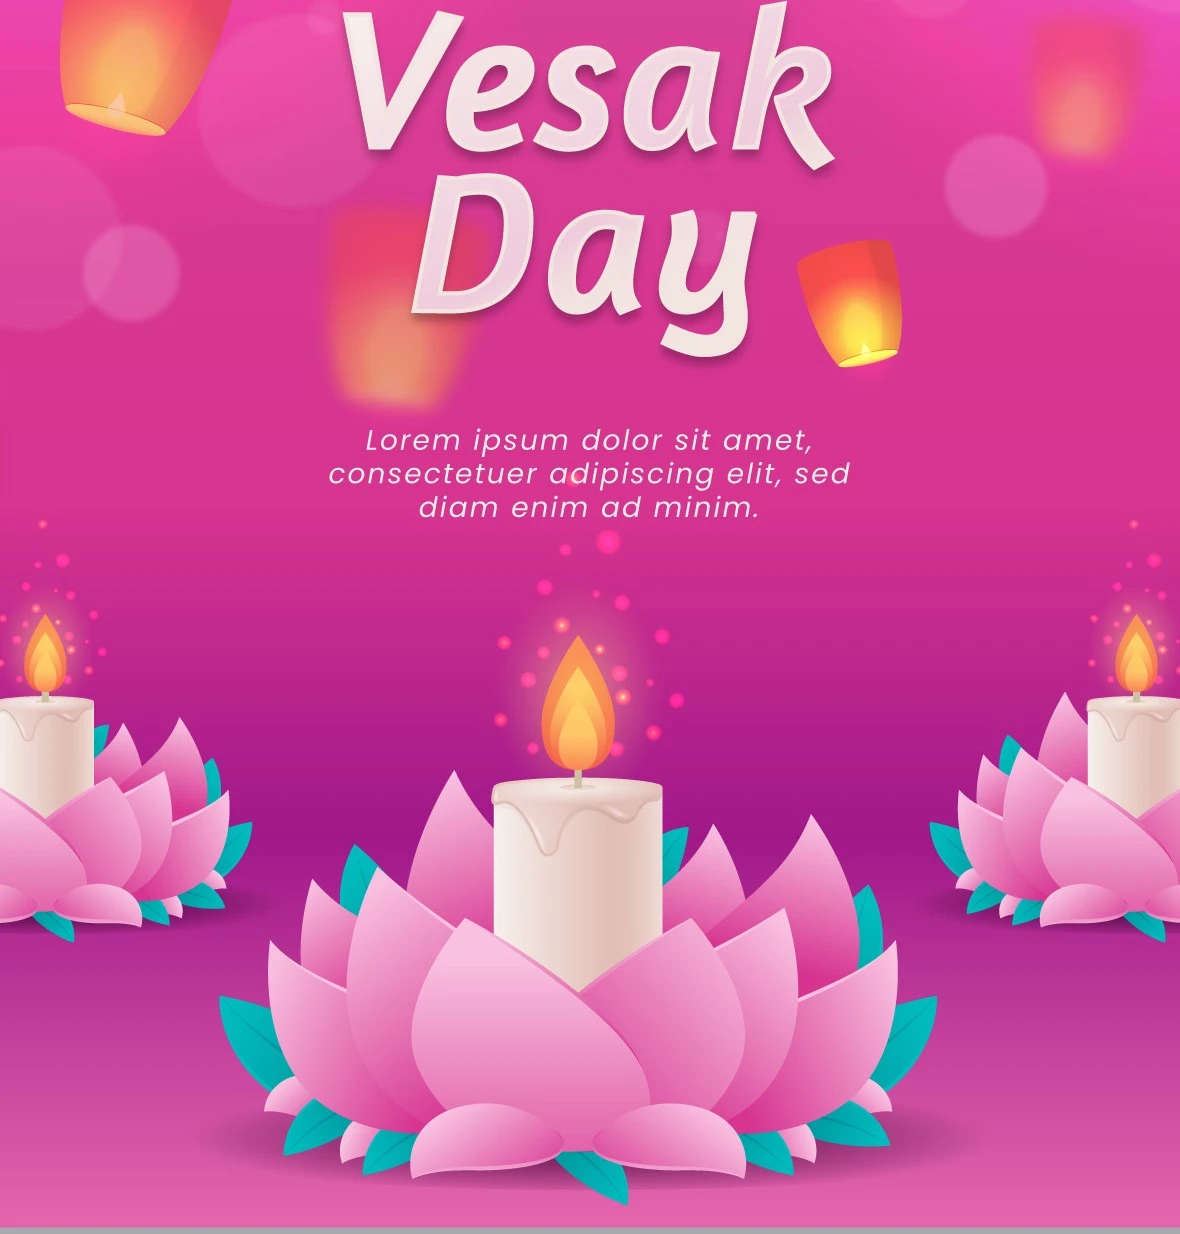 Vesak
Day
Lorem ipsum dolor sit amet,
consectetuer adipiscing elit, sed
diam enim ad minim.